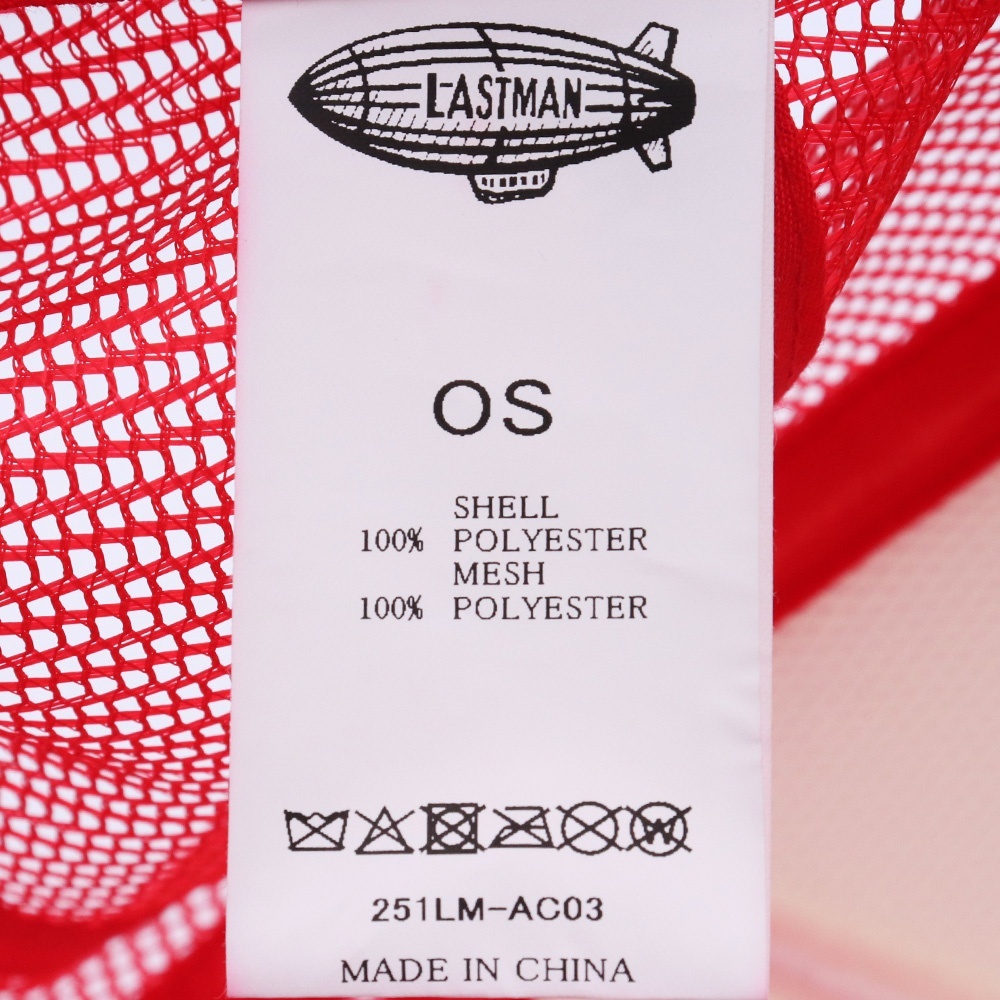 LASTMAN
OS
SHELL
100% POLYESTER
MESH
100% POLYESTER
W
251LM-AC03
MADE IN CHINA